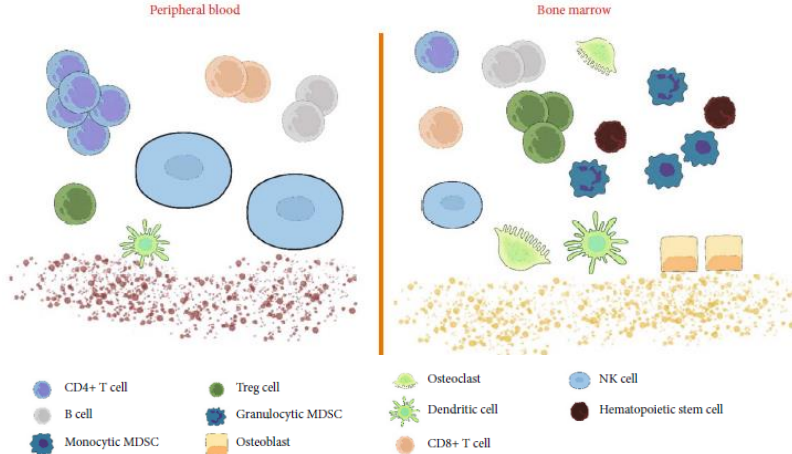 Peripheral blood
Bone marrow
CD4+ T cell
B cell
Monocytic MDSC
Treg cell
Granulocytic MDSC
Osteoblast
Osteoclast
Dendritic cell
CD8+ T cell
NK cell
Hematopoietic stem cell